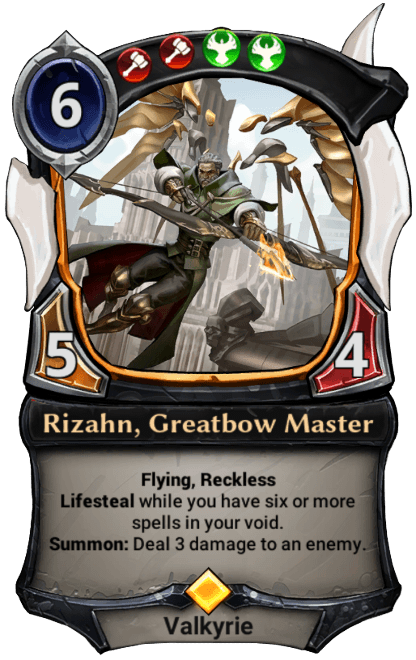 6
5
4
Rizahn, Greatbow Master
Flying, Reckless
Lifesteal while you have six or more
spells in your void.
Summon: Deal 3 damage to an enemy.
Valkyrie